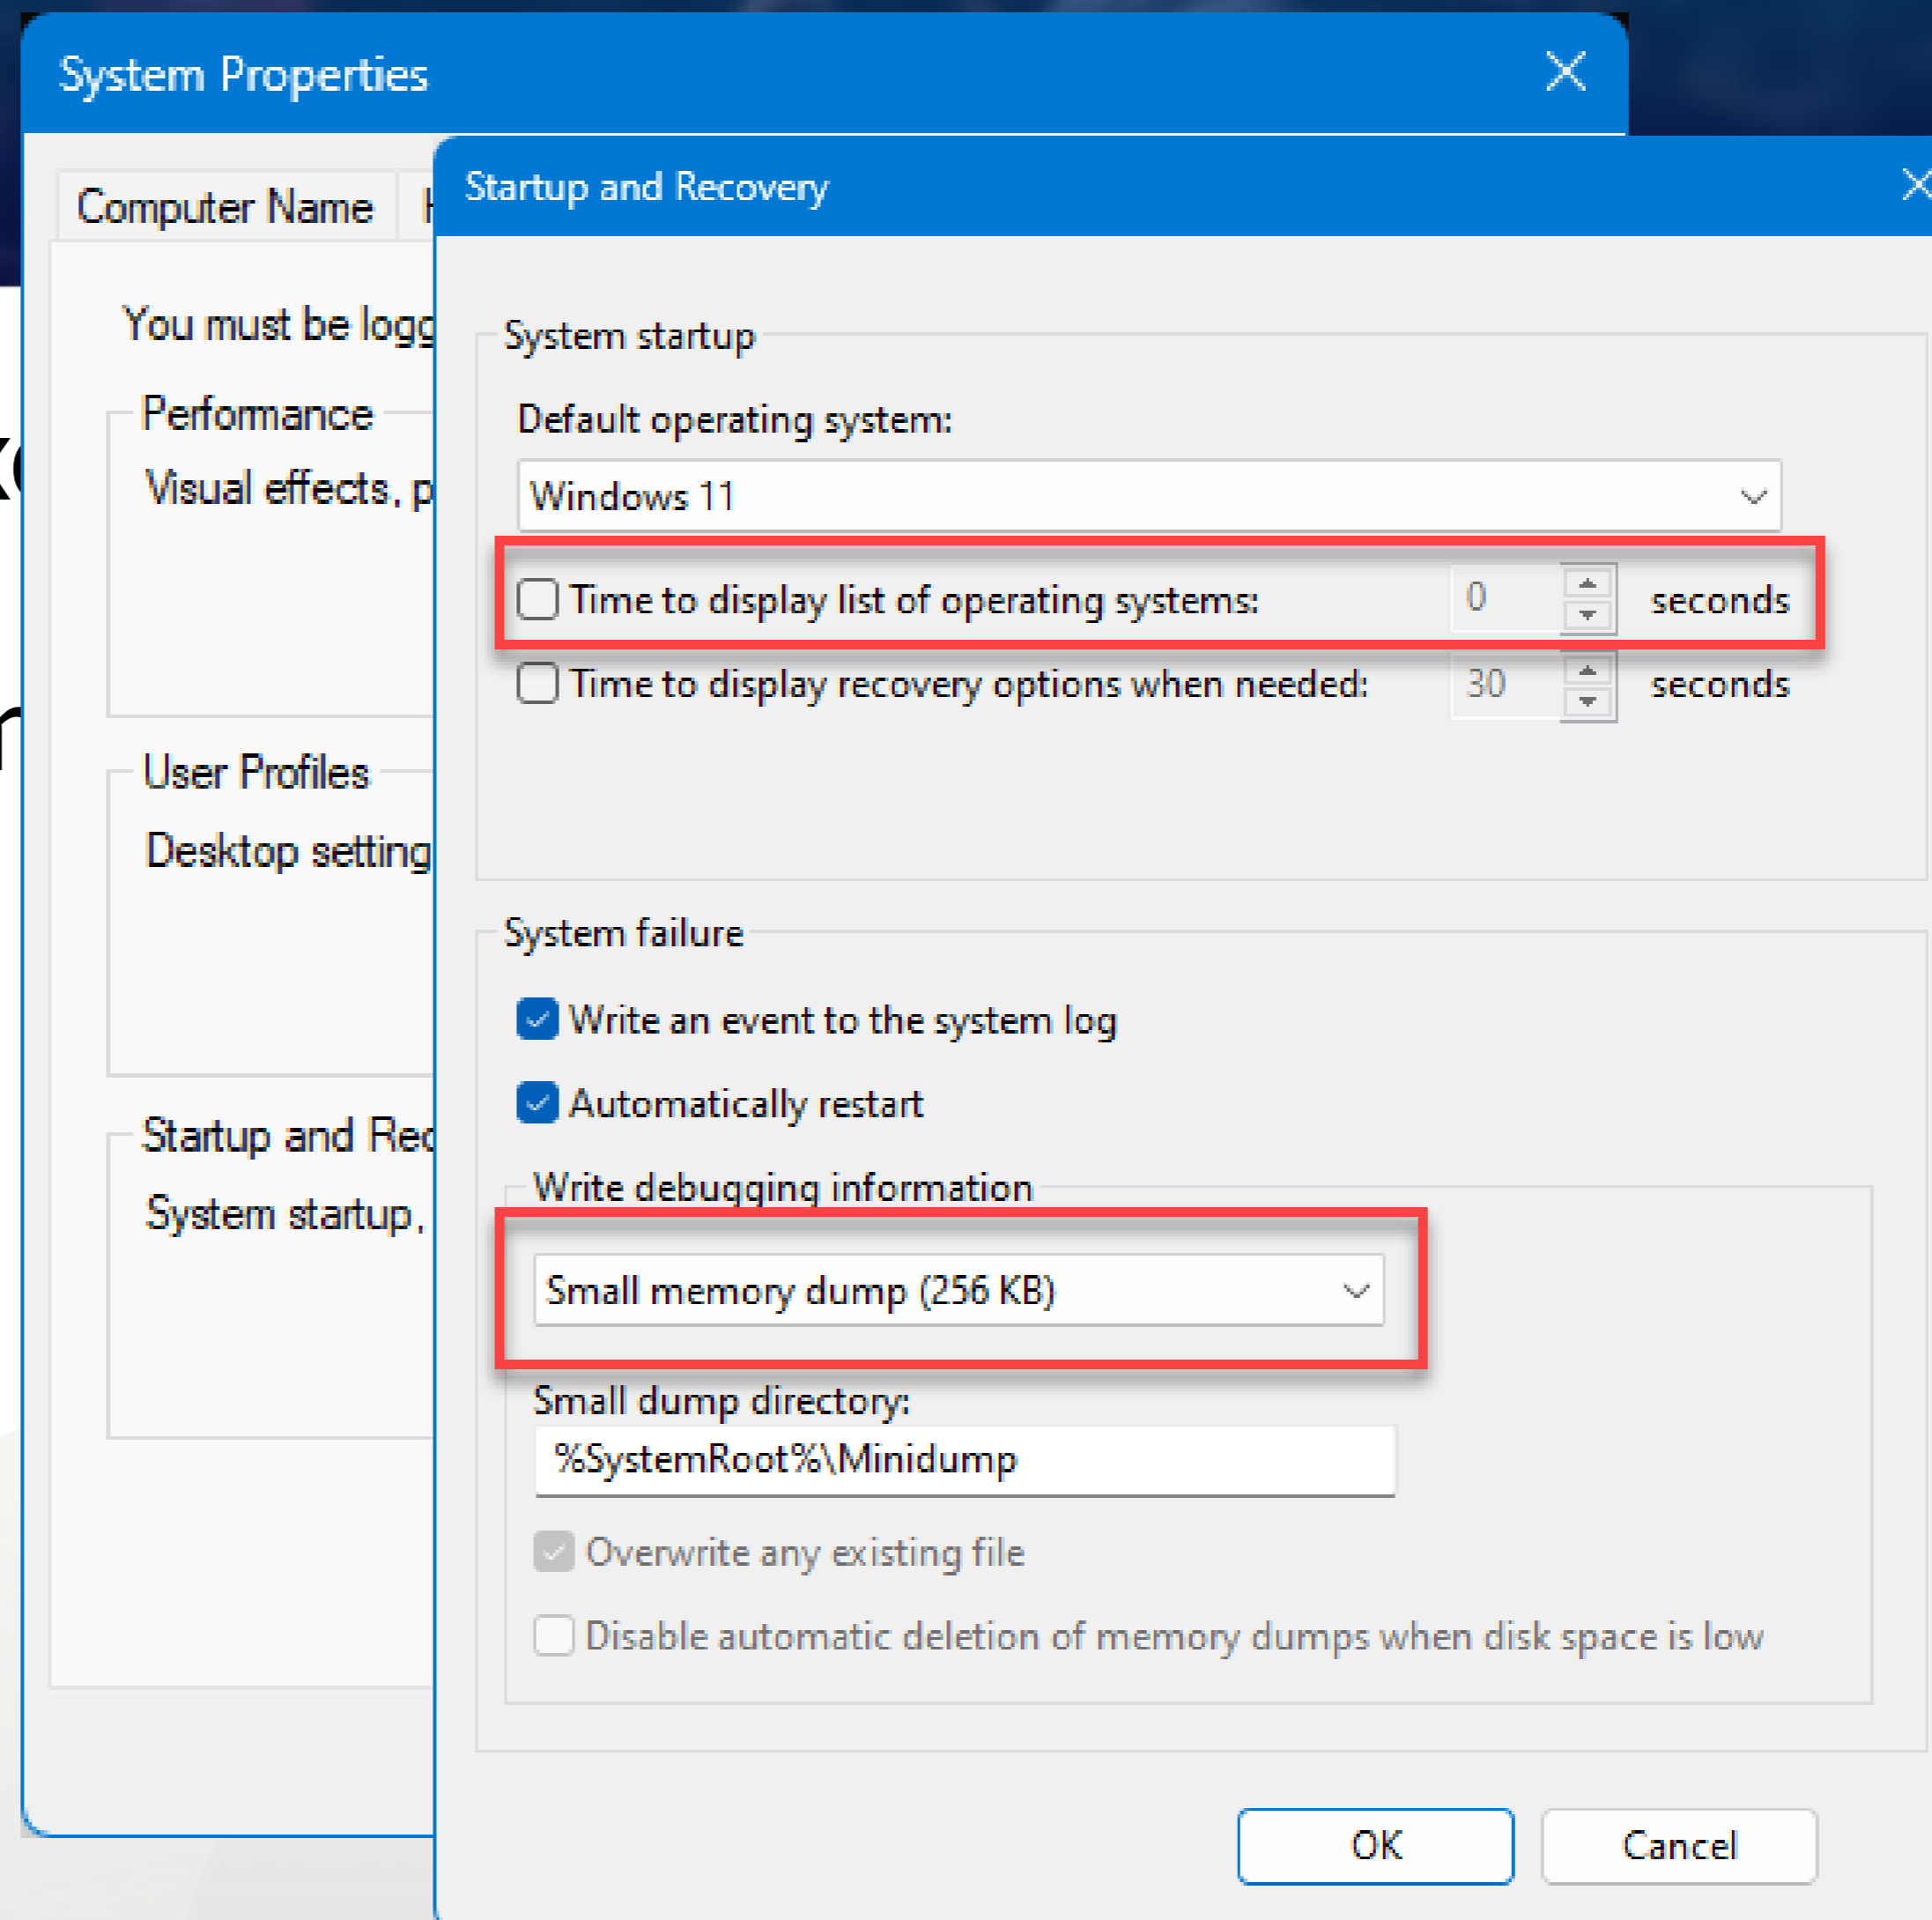 System Properties
Computer Name
You must be logg
Performance
Visual effects, p
User Profiles
Desktop setting
Startup and Rec
System startup,
Startup and Recovery
System startup
Default operating system:
Windows 11
Time to display list of operating systems: 0 seconds
Time to display recovery options when needed: 30 seconds
System failure
Write an event to the system log
Automatically restart
Write debugging information
Small memory dump (256 KB)
Small dump directory:
%SystemRoot%\Minidump
Overwrite any existing file
Disable automatic deletion of memory dumps when disk space is low
OK Cancel